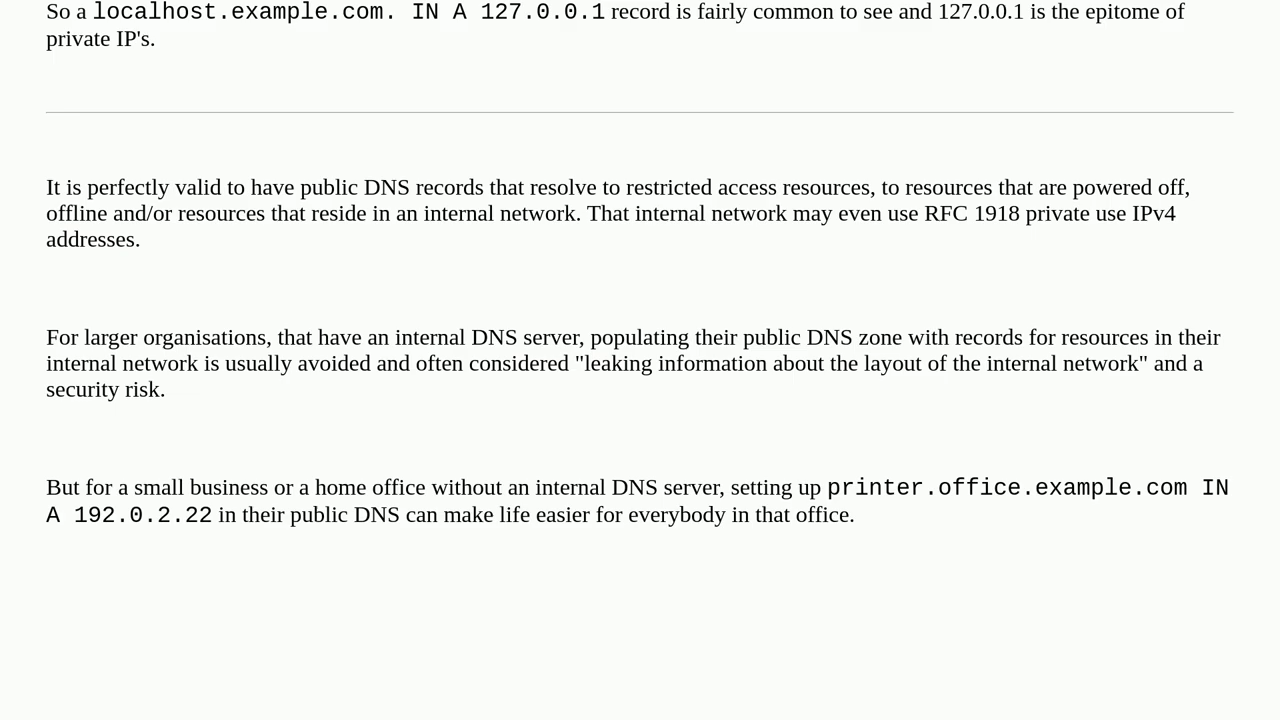 So a localhost.example.com. IN A 127.0.0.1 record is fairly common to see and 127.0.0.1 is the epitome of
private IP's.
It is perfectly valid to have public DNS records that resolve to restricted access resources, to resources that are powered off,
offline and/or resources that reside in an internal network. That internal network may even use RFC 1918 private use IPv4
addresses.
For larger organisations, that have an internal DNS server, populating their public DNS zone with records for resources in their
internal network is usually avoided and often considered "leaking information about the layout of the internal network" and a
security risk.
But for a small business or a home office without an internal DNS server, setting up printer.office.example.com IN
A 192.0.2.22 in their public DNS can make life easier for everybody in that office.